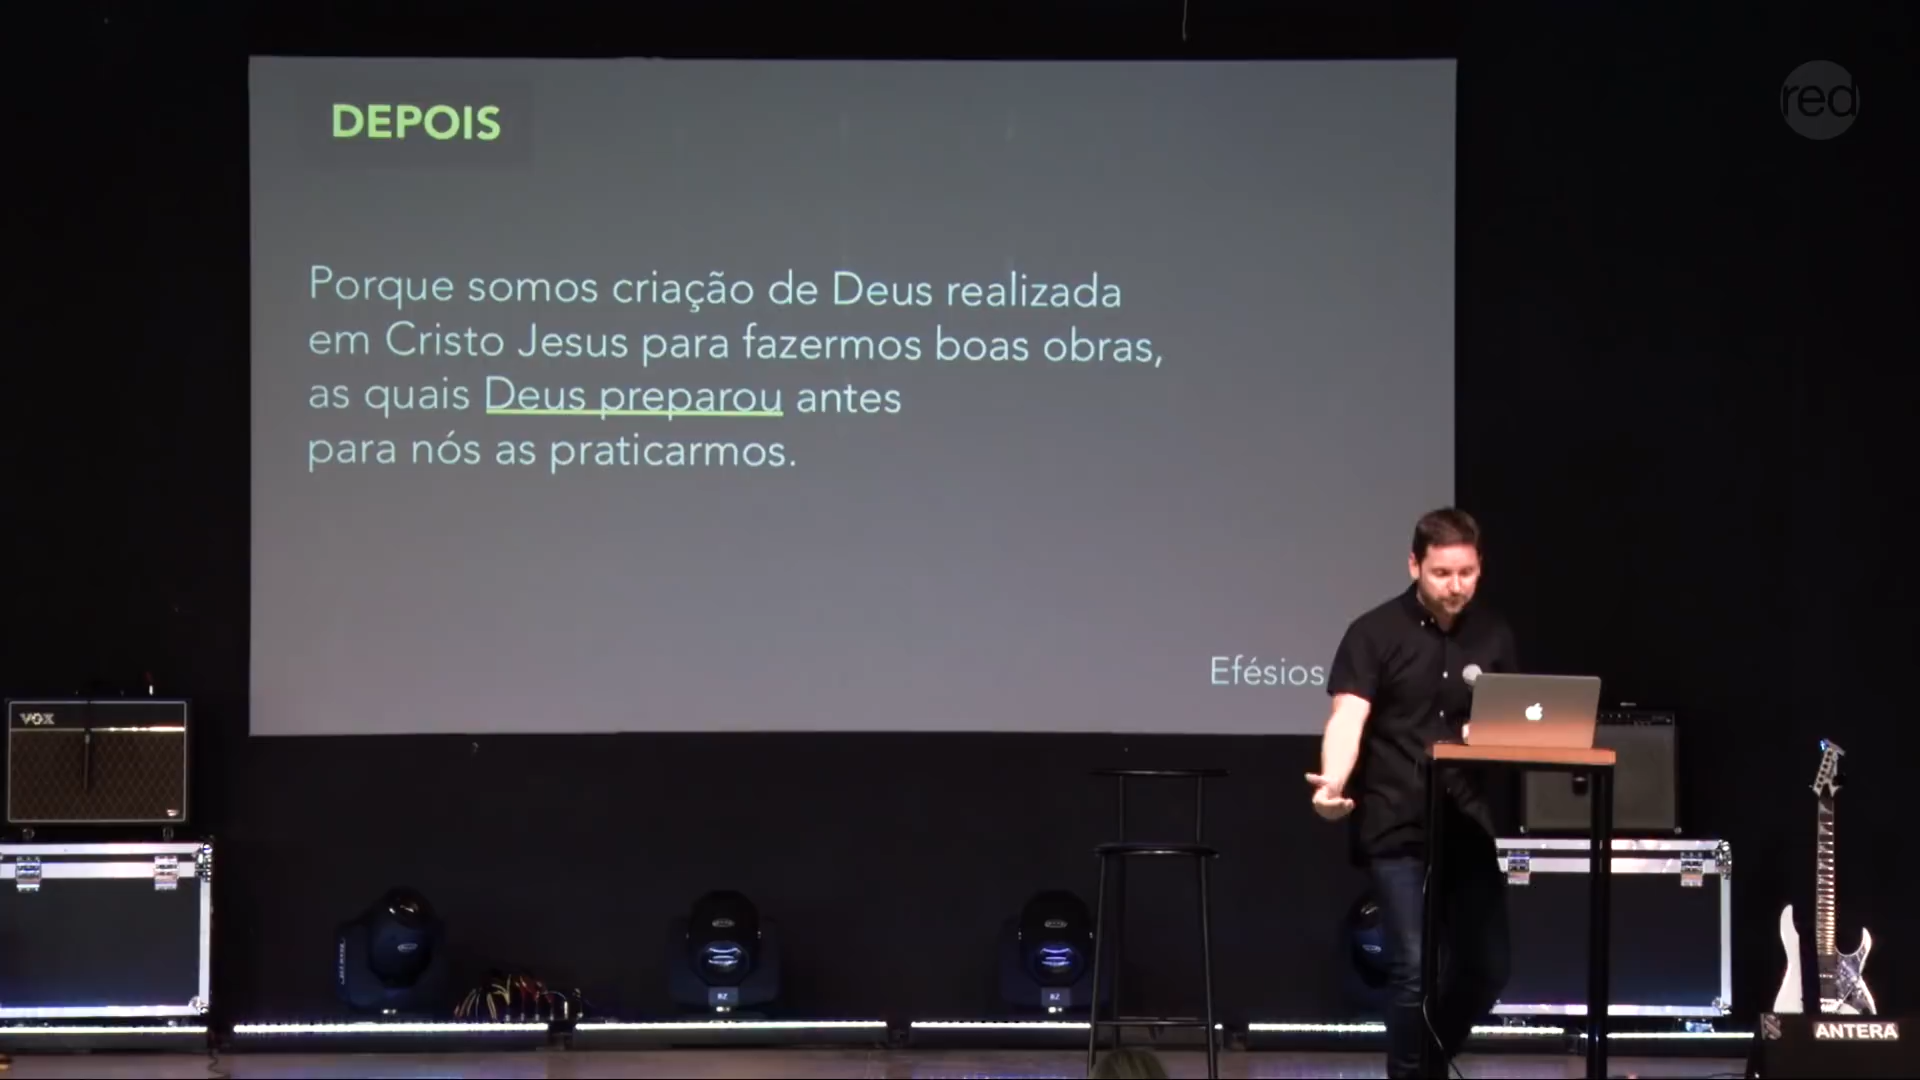 DEPOIS
Porque somos criação de Deus realizada
em Cristo Jesus para fazermos boas obras,
as quais Deus preparou antes
para nós as praticarmos.
Efésios
red
VOX
ANTERA